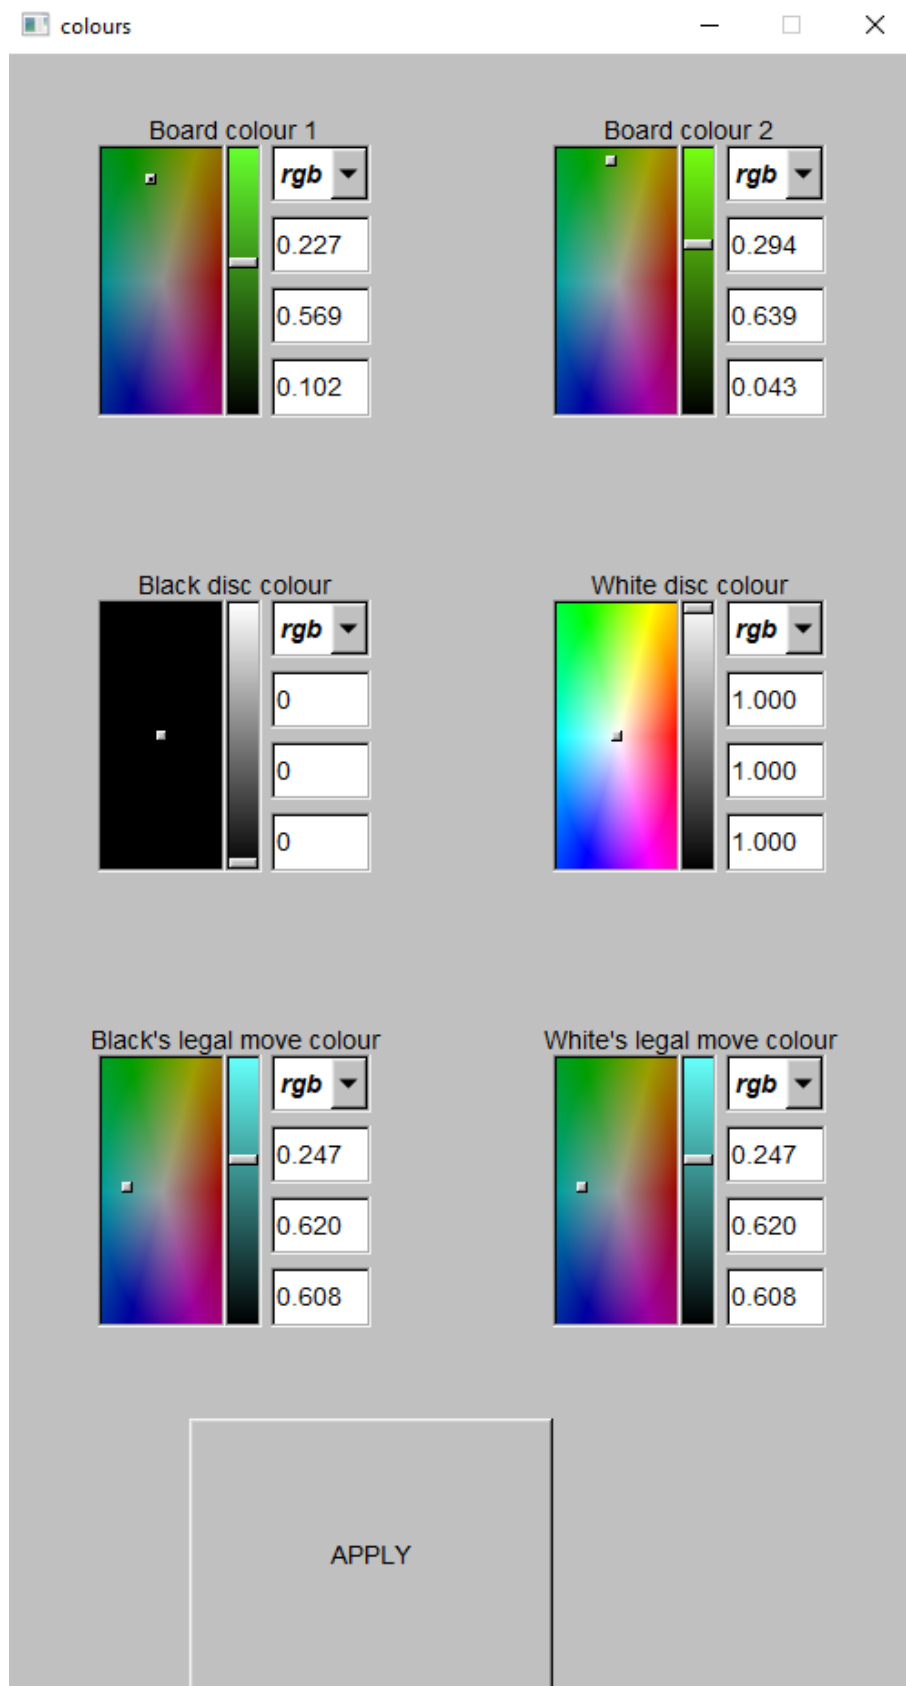 colours
Board colour 1
Board colour 2
rgb
0.227
0.569
0.102
rgb
0.294
0.639
0.043
Black disc colour
White disc colour
rgb
0
0
0
rgb
1.000
1.000
1.000
Black's legal move colour
White's legal move colour
rgb
0.247
0.620
0.608
rgb
0.247
0.620
0.608
APPLY